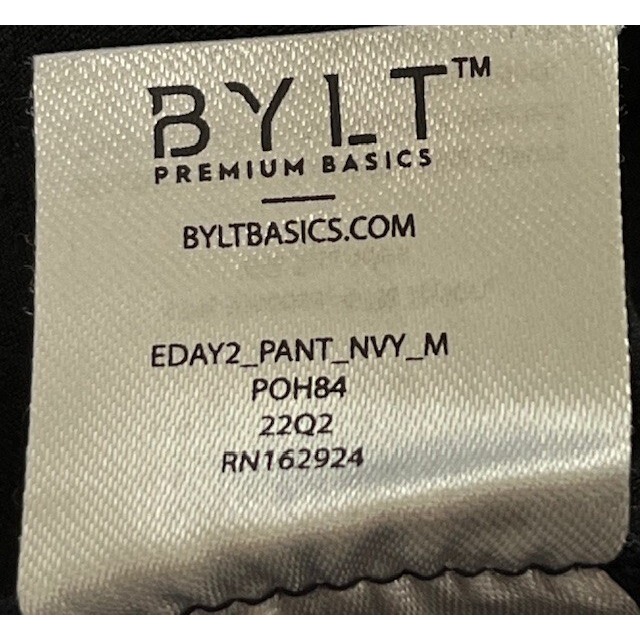 BYLT™
PREMIUM BASICS
BYLTBASICS.COM
EDAY2_PANT_NVY_M
POH84
22Q2
RN162924